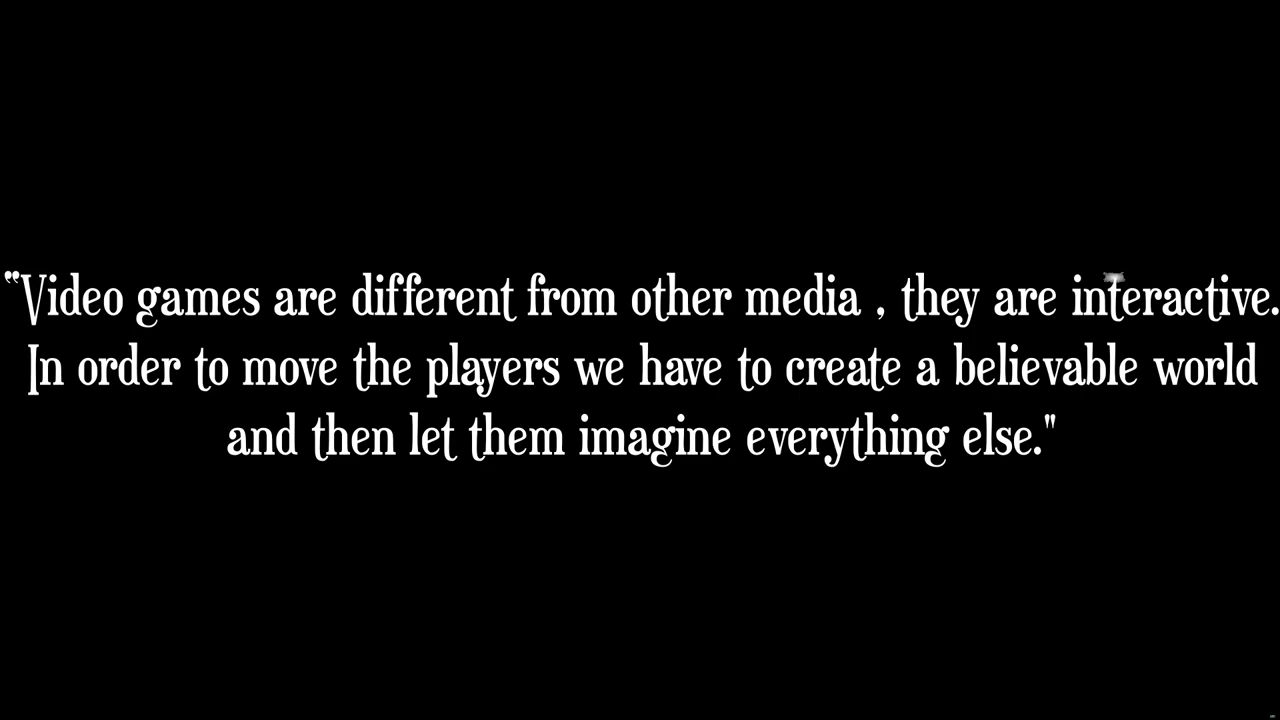 “Video games are different from other media , they are interactive.
In order to move the players we have to create a believable world
and then let them imagine everything else."